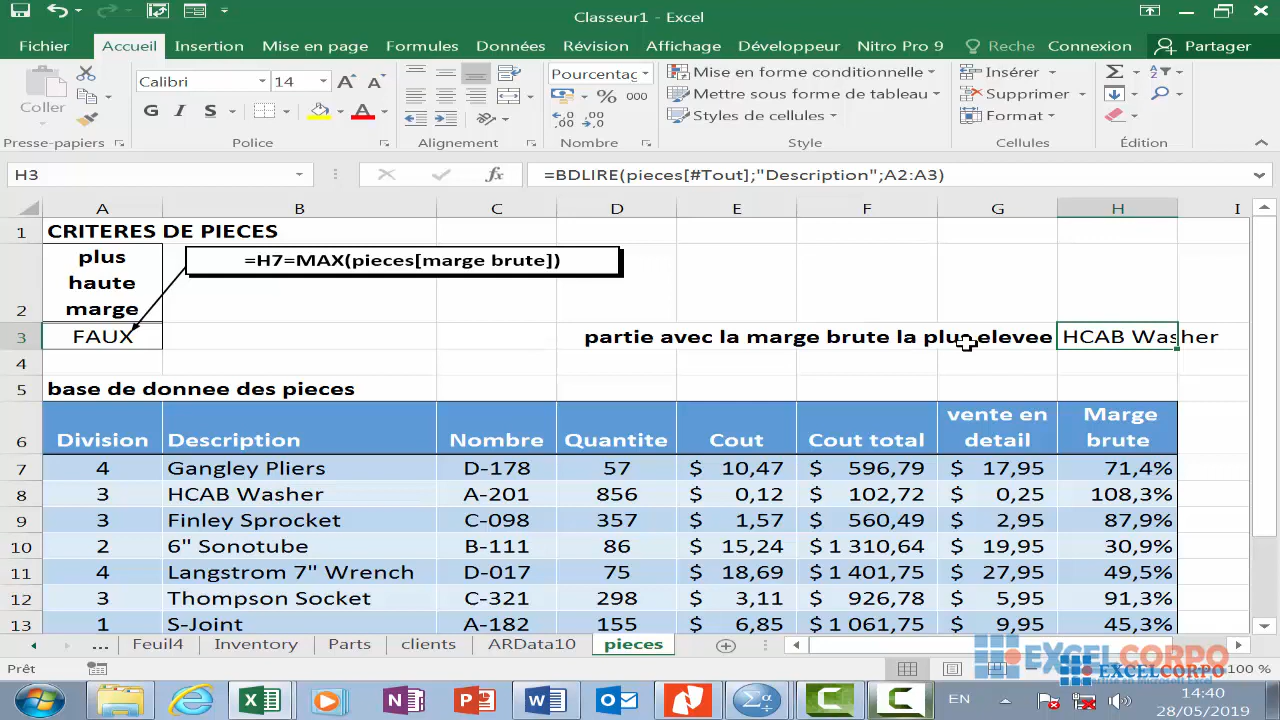 Classeur1 - Excel
Fichier Accueil Insertion Mise en page Formules Données Révision Affichage Développeur Nitro Pro 9 Reche Connexion Partager
Coller
Presse-papiers
Calibri 14
G I S
Police
Alignement
Pourcentag
% 000
Nombre
Mise en forme conditionnelle
Mettre sous forme de tableau
Styles de cellules
Style
Insérer
Supprimer
Format
Cellules
Édition
H3 fx =BDLIRE(pieces[#Tout];"Description";A2:A3)
A B C D E F G H I
1 CRITERES DE PIECES
plus
haute
2 marge
=H7=MAX(pieces[marge brute])
3 FAUX partie avec la marge brute la plus elevee HCAB Washer
4
5 base de donnee des pieces
6 Division Description Nombre Quantite Cout Cout total vente en detail Marge brute
7 4 Gangley Pliers D-178 57 $ 10,47 $ 596,79 $ 17,95 71,4%
8 3 HCAB Washer A-201 856 $ 0,12 $ 102,72 $ 0,25 108,3%
9 3 Finley Sprocket C-098 357 $ 1,57 $ 560,49 $ 2,95 87,9%
10 2 6" Sonotube B-111 86 $ 15,24 $ 1 310,64 $ 19,95 30,9%
11 4 Langstrom 7" Wrench D-017 75 $ 18,69 $ 1 401,75 $ 27,95 49,5%
12 3 Thompson Socket C-321 298 $ 3,11 $ 926,78 $ 5,95 91,3%
13 1 S-Joint A-182 155 $ 6,85 $ 1 061,75 $ 9,95 45,3%
... Feuil4 Inventory Parts clients ARData10 pieces
Prêt
EXCELCORPO
EXCELCORPO
100 %
EN
14:40
28/05/2019